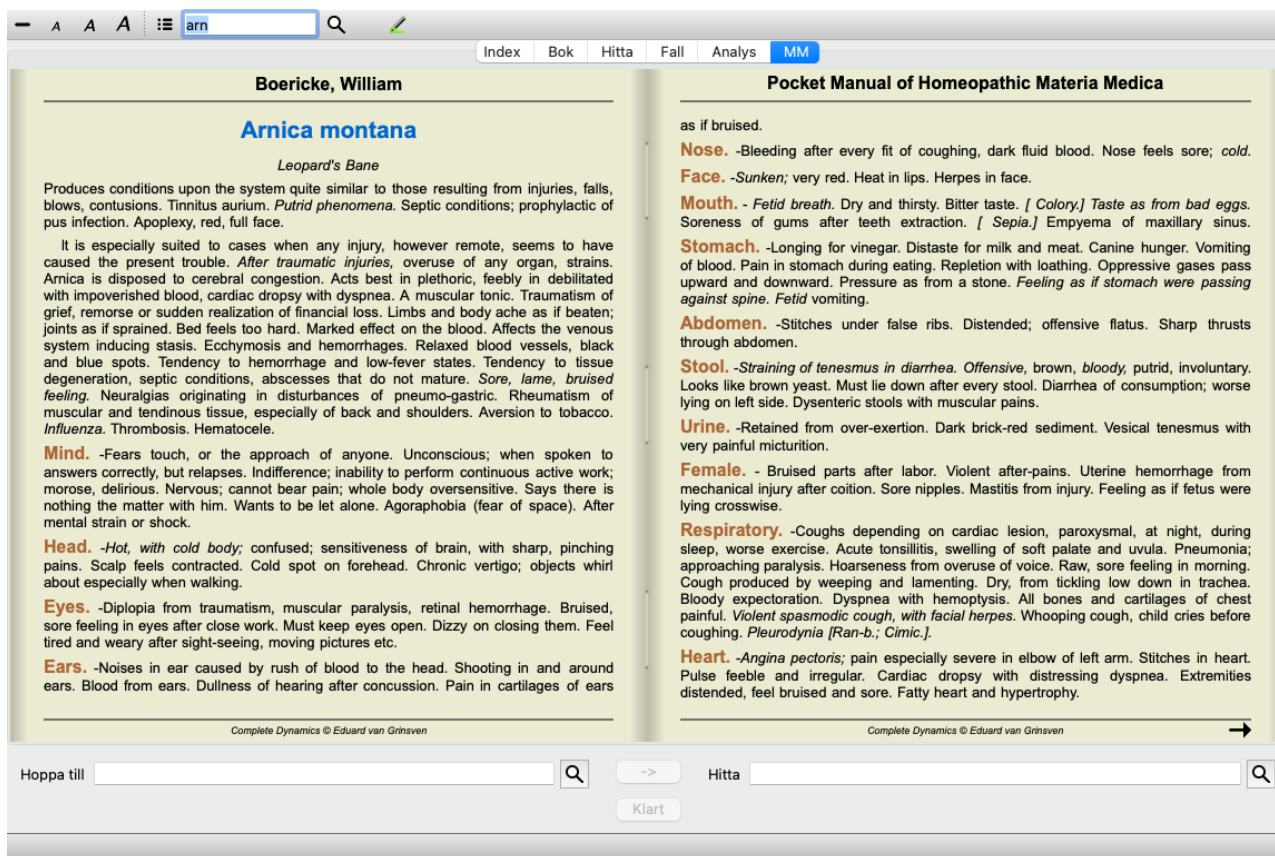 A A A arn
Index Bok Hitta Fall Analys MM
Boericke, William
Arnica montana
Leopard's Bane
Produces conditions upon the system quite similar to those resulting from injuries, falls,
blows, contusions. Tinnitus aurium. Putrid phenomena. Septic conditions; prophylactic of
pus infection. Apoplexy, red, full face.
It is especially suited to cases when any injury, however remote, seems to have
caused the present trouble. After traumatic injuries, overuse of any organ, strains.
Arnica is disposed to cerebral congestion. Acts best in plethoric, feebly in debilitated
with impoverished blood, cardiac dropsy with dyspnea. A muscular tonic. Traumatism of
grief, remorse or sudden realization of financial loss. Limbs and body ache as if beaten;
joints as if sprained. Bed feels too hard. Marked effect on the blood. Affects the venous
system inducing stasis. Ecchymosis and hemorrhages. Relaxed blood vessels, black
and blue spots. Tendency to hemorrhage and low-fever states. Tendency to tissue
degeneration, septic conditions, abscesses that do not mature. Sore, lame, bruised
feeling. Neuralgias originating in disturbances of pneumo-gastric. Rheumatism of
muscular and tendinous tissue, especially of back and shoulders. Aversion to tobacco.
Influenza. Thrombosis. Hematocele.
Mind. -Fears touch, or the approach of anyone. Unconscious; when spoken to
answers correctly, but relapses. Indifference; inability to perform continuous active work;
morose, delirious. Nervous; cannot bear pain; whole body oversensitive. Says there is
nothing the matter with him. Wants to be let alone. Agoraphobia (fear of space). After
mental strain or shock.
Head. -Hot, with cold body; confused; sensitiveness of brain, with sharp, pinching
pains. Scalp feels contracted. Cold spot on forehead. Chronic vertigo; objects whirl
about especially when walking.
Eyes. -Diplopia from traumatism, muscular paralysis, retinal hemorrhage. Bruised,
sore feeling in eyes after close work. Must keep eyes open. Dizzy on closing them. Feel
tired and weary after sight-seeing, moving pictures etc.
Ears. -Noises in ear caused by rush of blood to the head. Shooting in and around
ears. Blood from ears. Dullness of hearing after concussion. Pain in cartilages of ears
Complete Dynamics © Eduard van Grinsven
Pocket Manual of Homeopathic Materia Medica
as if bruised.
Nose. -Bleeding after every fit of coughing, dark fluid blood. Nose feels sore; cold.
Face. -Sunken; very red. Heat in lips. Herpes in face.
Mouth. - Fetid breath. Dry and thirsty. Bitter taste. [ Colory.] Taste as from bad eggs.
Soreness of gums after teeth extraction. [ Sepia.] Empyema of maxillary sinus.
Stomach. -Longing for vinegar. Distaste for milk and meat. Canine hunger. Vomiting
of blood. Pain in stomach during eating. Repletion with loathing. Oppressive gases pass
upward and downward. Pressure as from a stone. Feeling as if stomach were passing
against spine. Fetid vomiting.
Abdomen. -Stitches under false ribs. Distended; offensive flatus. Sharp thrusts
through abdomen.
Stool. -Straining of tenesmus in diarrhea. Offensive, brown, bloody, putrid, involuntary.
Looks like brown yeast. Must lie down after every stool. Diarrhea of consumption; worse
lying on left side. Dysenteric stools with muscular pains.
Urine. -Retained from over-exertion. Dark brick-red sediment. Vesical tenesmus with
very painful micturition.
Female. - Bruised parts after labor. Violent after-pains. Uterine hemorrhage from
mechanical injury after coition. Sore nipples. Mastitis from injury. Feeling as if fetus were
lying crosswise.
Respiratory. -Coughs depending on cardiac lesion, paroxysmal, at night, during
sleep, worse exercise. Acute tonsillitis, swelling of soft palate and uvula. Pneumonia;
approaching paralysis. Hoarseness from overuse of voice. Raw, sore feeling in morning.
Cough produced by weeping and lamenting. Dry, from tickling low down in trachea.
Bloody expectoration. Dyspnea with hemoptysis. All bones and cartilages of chest
painful. Violent spasmodic cough, with facial herpes. Whooping cough, child cries before
coughing. Pleurodynia [Ran-b.; Cimic.].
Heart. -Angina pectoris; pain especially severe in elbow of left arm. Stitches in heart.
Pulse feeble and irregular. Cardiac dropsy with distressing dyspnea. Extremities
distended, feel bruised and sore. Fatty heart and hypertrophy.
Complete Dynamics © Eduard van Grinsven
Hoppa till -> Hitta
Klart